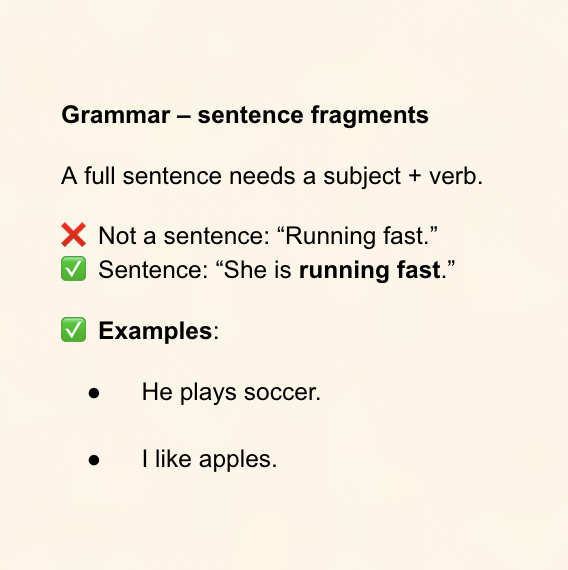 Grammar – sentence fragments
A full sentence needs a subject + verb.
❌ Not a sentence: “Running fast.”
✅ Sentence: “She is running fast.”
✅ Examples:
● He plays soccer.
● I like apples.